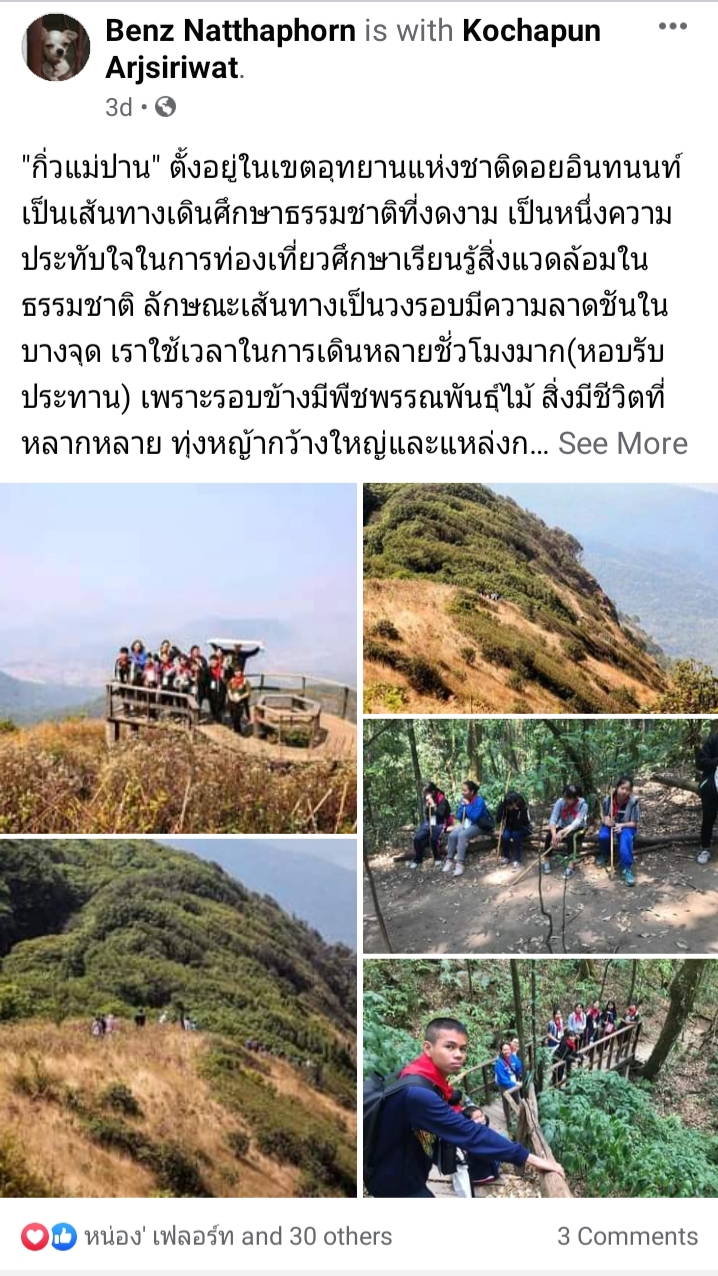 Benz Natthaphorn is with Kochapun
Arjsiriwat.
3d •
"กิ่วแม่ปาน" ตั้งอยู่ในเขตอุทยานแห่งชาติดอยอินทนนท์
เป็นเส้นทางเดินศึกษาธรรมชาติที่งดงาม เป็นหนึ่งความ
ประทับใจในการท่องเที่ยวศึกษาเรียนรู้สิ่งแวดล้อมใน
ธรรมชาติ ลักษณะเส้นทางเป็นวงรอบมีความลาดชันใน
บางจุด เราใช้เวลาในการเดินหลายชั่วโมงมาก(หอบรับ
ประทาน) เพราะรอบข้างมีพืชพรรณพันธุ์ไม้ สิ่งมีชีวิตที่
หลากหลาย ทุ่งหญ้ากว้างใหญ่และแหล่งก... See More
หน่อง' เฟลอร์ท and 30 others
3 Comments